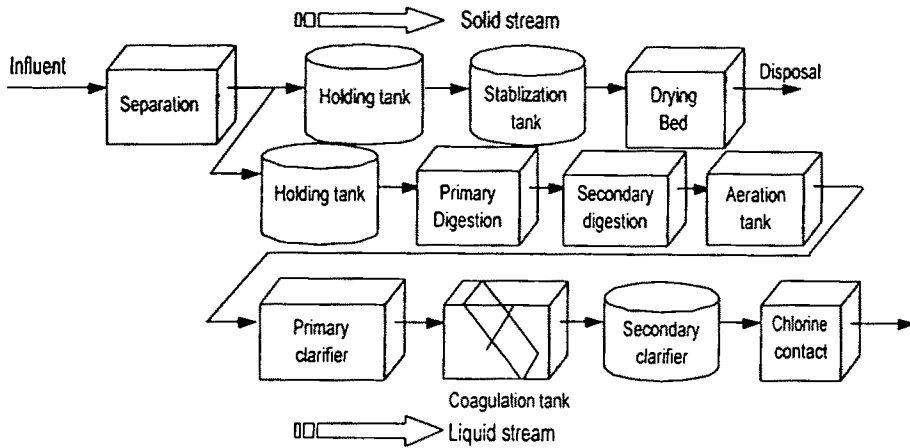 Solid stream
Influent
Separation
Holding tank
Stablization
tank
Drying
Bed
Disposal
Holding tank
Primary
Digestion
Secondary
digestion
Aeration
tank
Primary
clarifier
Coagulation tank
Secondary
clarifier
Chlorine
contact
Liquid stream